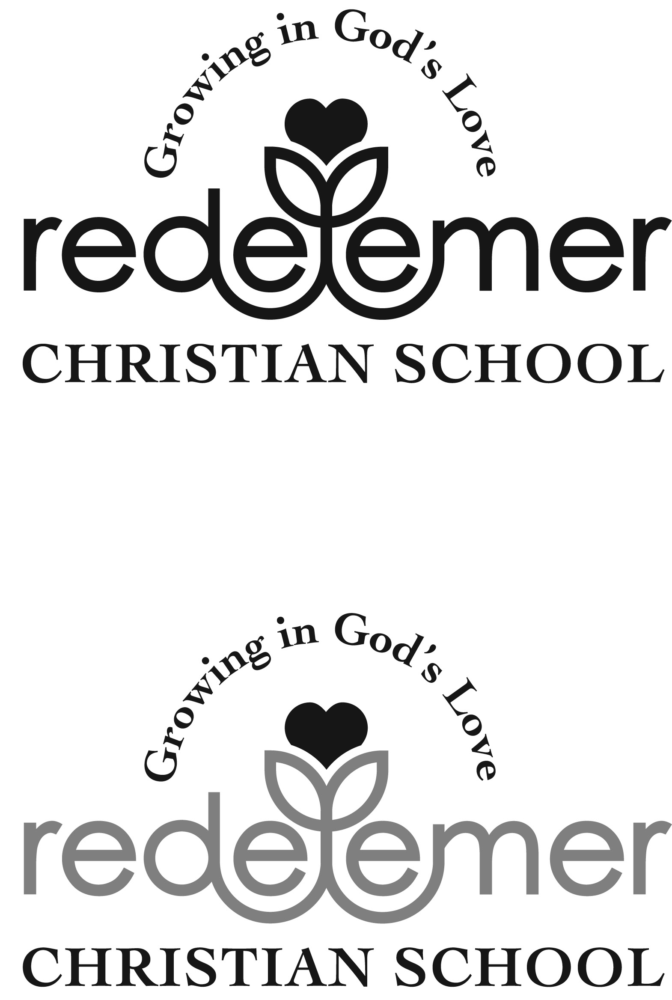 Growing in God's Love
redeemer
CHRISTIAN SCHOOL
Growing in God's Love
redeemer
CHRISTIAN SCHOOL